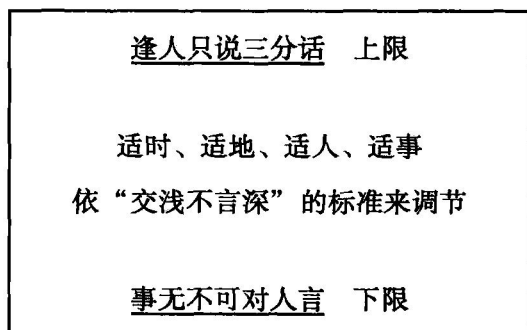 逢人只说三分话 上限
适时、适地、适人、适事
依“交浅不言深”的标准来调节
事无不可对人言 下限